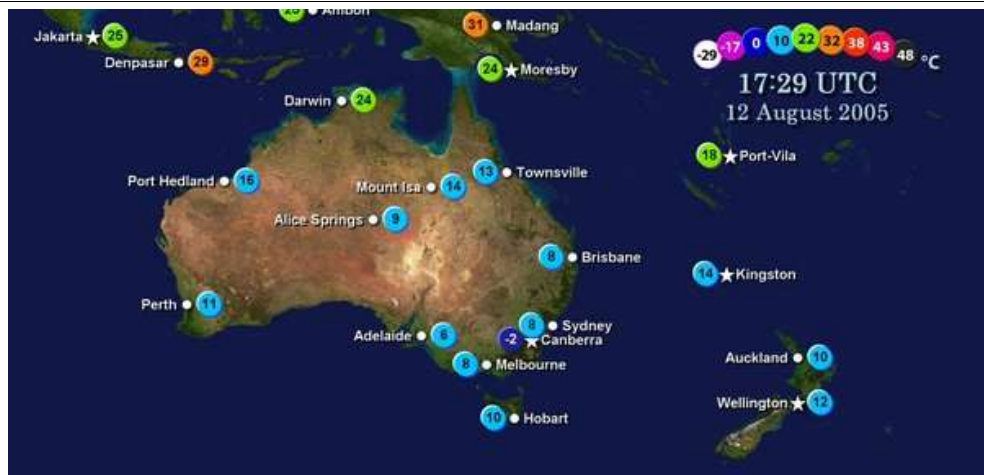 25 Ambon
Jakarta 25
31 Madang
-29 -17 0 10 22 32 38 43 48 °C
Denpasar 29
24 Moresby
17:29 UTC
12 August 2005
Darwin 24
18 Port-Vila
Port Hedland 16
13 Townsville
Mount Isa 14
Alice Springs 9
8 Brisbane
14 Kingston
Perth 11
8 Sydney
Adelaide 6
-2 Canberra
8 Melbourne
Auckland 10
Wellington 12
10 Hobart